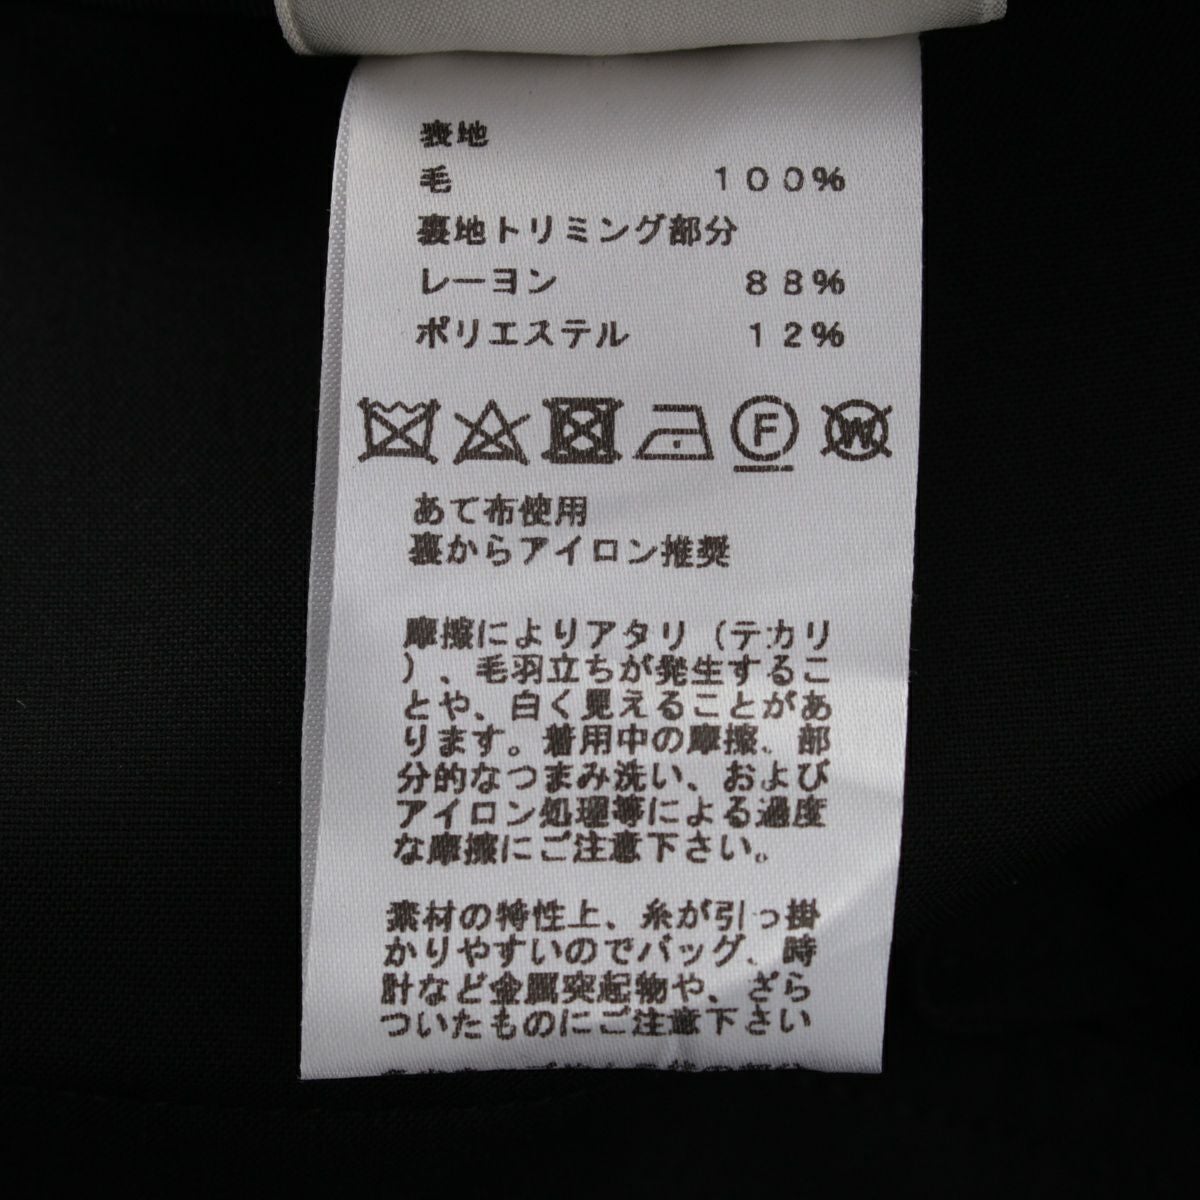 表地
毛 100%
裏地トリミング部分
レーヨン 88%
ポリエステル 12%
F W
あて布使用
裏からアイロン推奨
摩擦によりアタリ(テカリ
)、毛羽立ちが発生するこ
とや、白く見えることがあ
ります。着用中の摩擦、部
分的なつまみ洗い、および
アイロン処理等による過度
な摩擦にご注意下さい。
素材の特性上、糸が引っ掛
かりやすいのでバッグ、時
計など金属突起物や、ざら
ついたものにご注意下さい